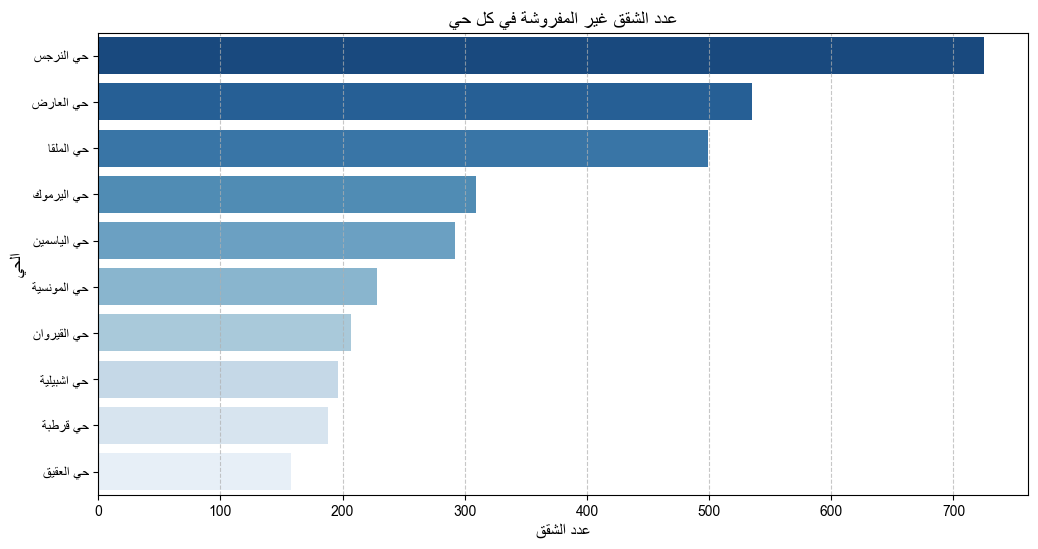 عدد الشقق غير المفروشة في كل حي
حي النرجس
حي العارض
حي الملقا
حي اليرموك
حي الياسمين
حي المونسية
حي القيروان
حي اشبيلية
حي قرطبة
حي العقيق
الحي
0 100 200 300 400 500 600 700
عدد الشقق